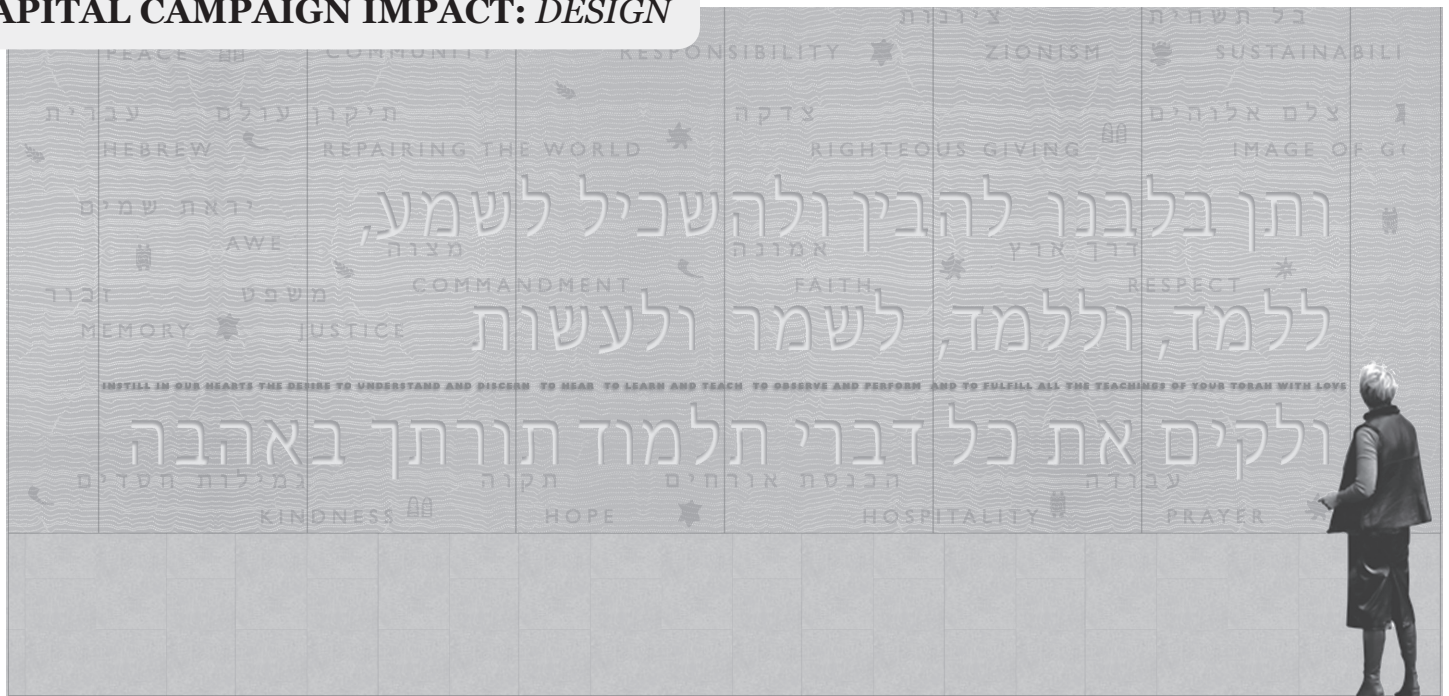 APITAL CAMPAIGN IMPACT: DESIGN
בל תשחית ציונות
PEACE COMMUNITY RESPONSIBILITY ZIONISM SUSTAINABILI
צלם אלוהים צדקה תיקון עולם עברית
HEBREW REPAIRING THE WORLD RIGHTEOUS GIVING IMAGE OF
יראת שמים
ותן בלבנו להבין ולהשכיל לשמע,
AWE
דרך ארץ אמונה מצוה
COMMANDMENT FAITH RESPECT
משפט זכור
ללמד, וללמד, לשמר ולעשות
MEMORY JUSTICE
INSTILL IN OUR HEARTS THE DESIRE TO UNDERSTAND AND DISCERN TO HEAR TO LEARN AND TEACH TO OBSERVE AND PERFORM AND TO FULFILL ALL THE TEACHINGS OF YOUR TORAH WITH LOVE
ולקים את כל דברי תלמוד תורתך באהבה
עבודה הכנסת אורחים תקוה גמילות חסדים
KINDNESS HOPE HOSPITALITY PRAYER